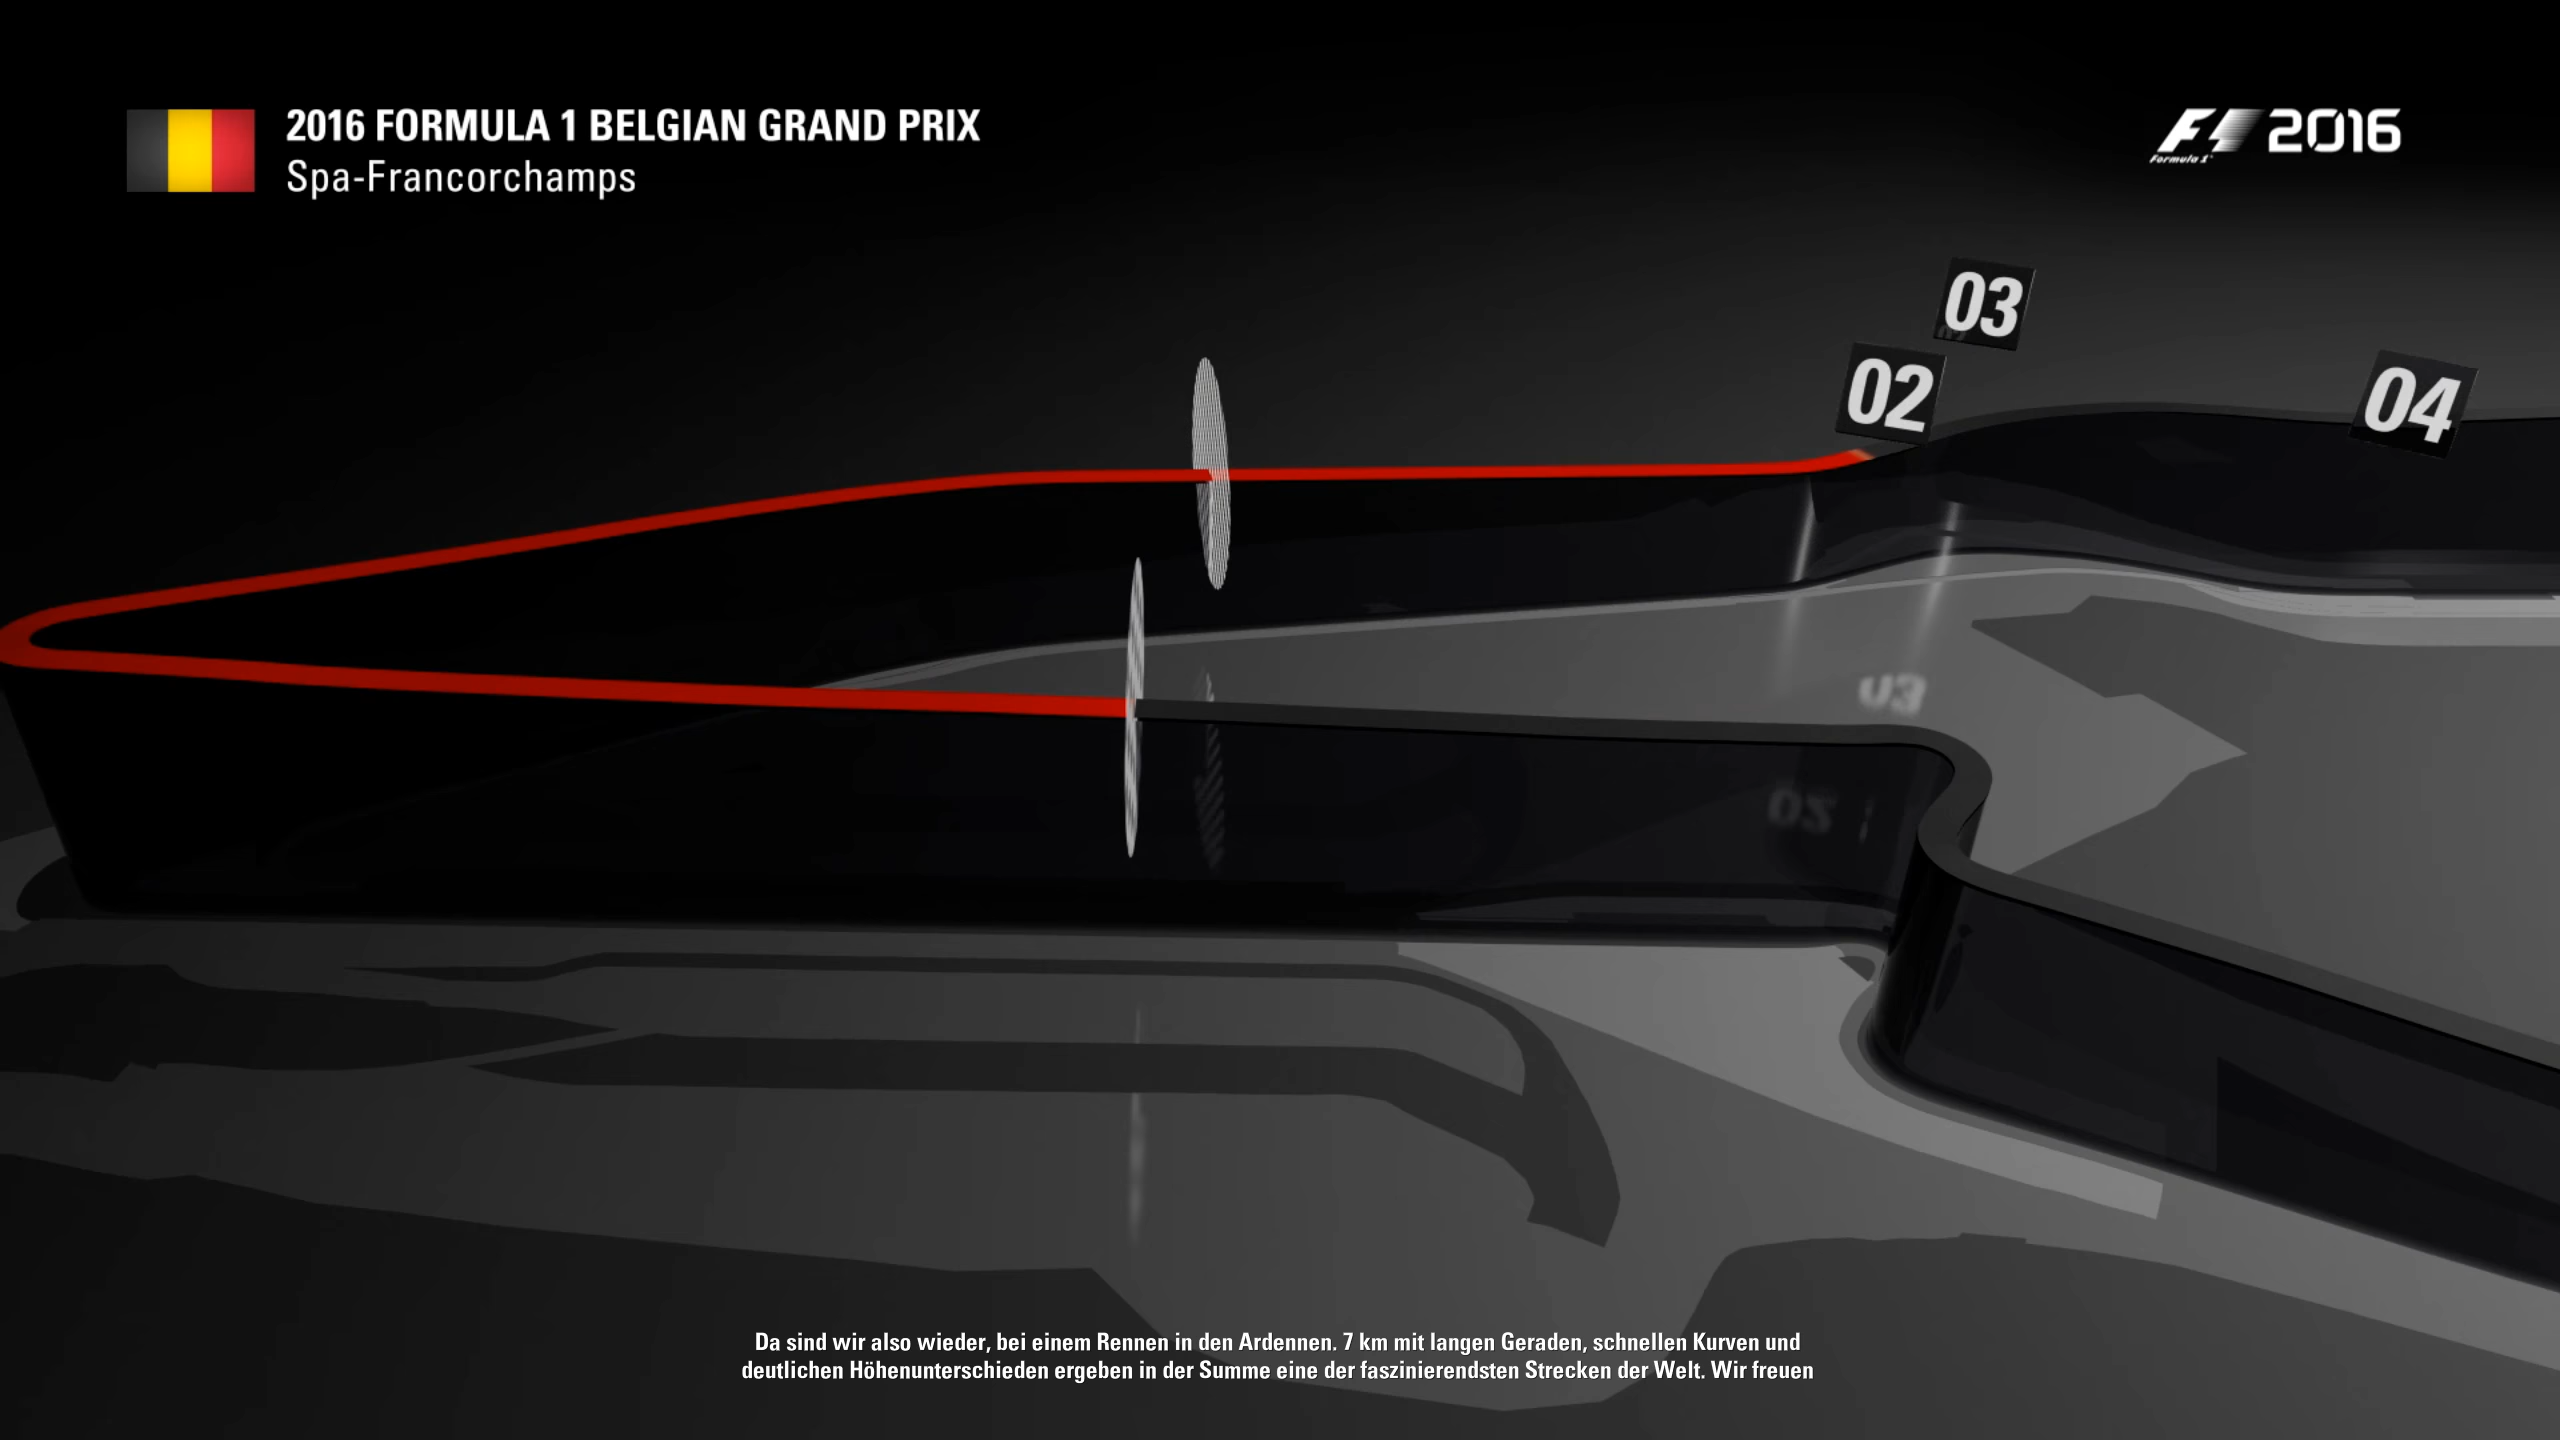 2016 FORMULA 1 BELGIAN GRAND PRIX
Spa-Francorchamps
F1 2016
Formula 1
03
02
04
03
02
Da sind wir also wieder, bei einem Rennen in den Ardennen. 7 km mit langen Geraden, schnellen Kurven und
deutlichen Höhenunterschieden ergeben in der Summe eine der faszinierendsten Strecken der Welt. Wir freuen